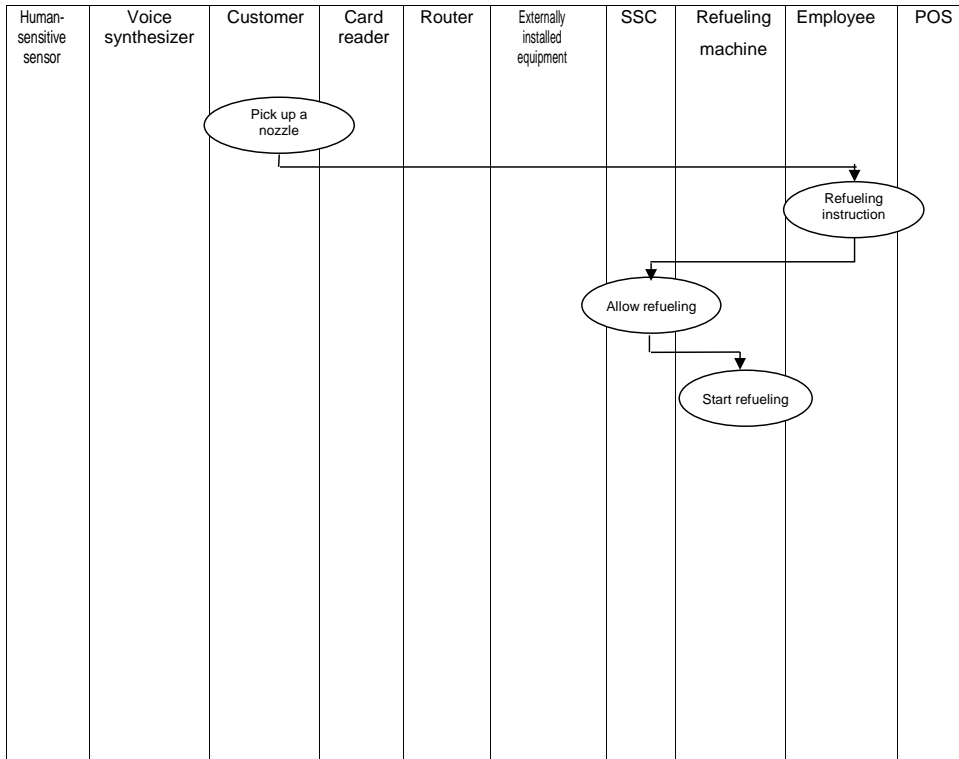 Human-
sensitive
sensor
Voice
synthesizer
Customer
Card
reader
Router
Externally
installed
equipment
SSC
Refueling
machine
Employee
POS
Pick up a
nozzle
Refueling
instruction
Allow refueling
Start refueling